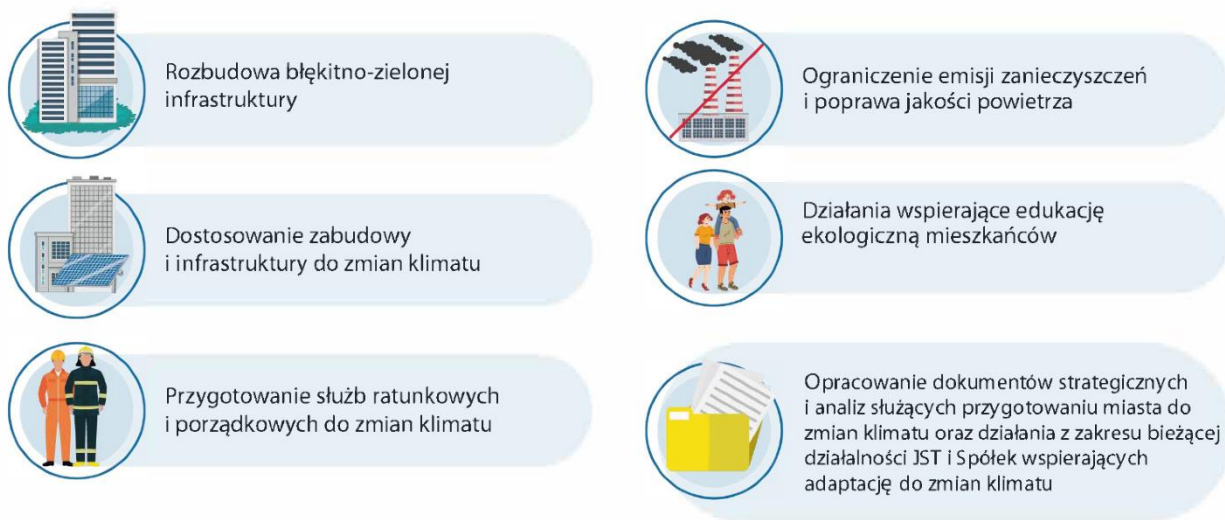 Rozbudowa błękitno-zielonej
infrastruktury
Dostosowanie zabudowy
i infrastruktury do zmian klimatu
Przygotowanie służb ratunkowych
i porządkowych do zmian klimatu
Ograniczenie emisji zanieczyszczeń
i poprawa jakości powietrza
Działania wspierające edukację
ekologiczną mieszkańców
Opracowanie dokumentów strategicznych
i analiz służących przygotowaniu miasta do
zmian klimatu oraz działania z zakresu bieżącej
działalności JST i Spółek wspierających
adaptację do zmian klimatu